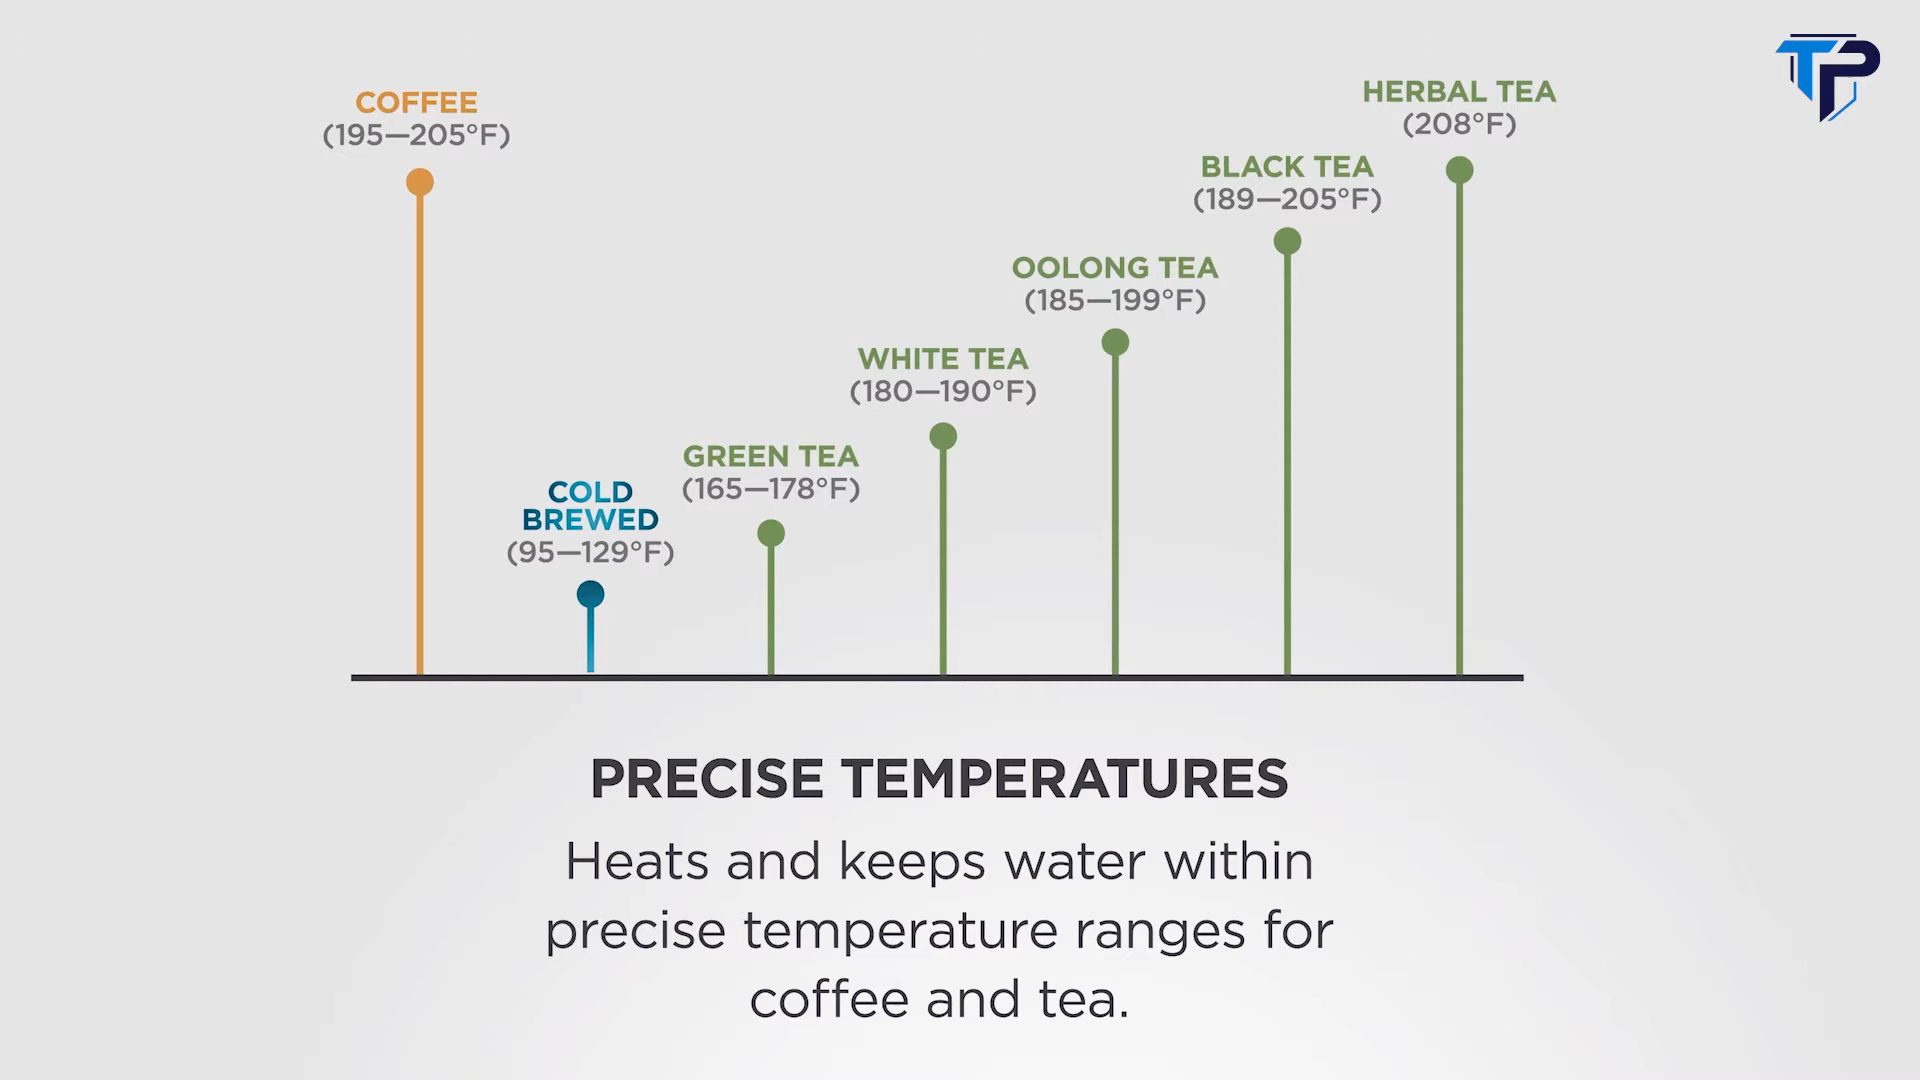 COFFEE
(195—205°F)
COLD
BREWED
(95—129°F)
GREEN TEA
(165—178°F)
WHITE TEA
(180—190°F)
OOLONG TEA
(185—199°F)
BLACK TEA
(189—205°F)
HERBAL TEA
(208°F)
TP
PRECISE TEMPERATURES
Heats and keeps water within
precise temperature ranges for
coffee and tea.